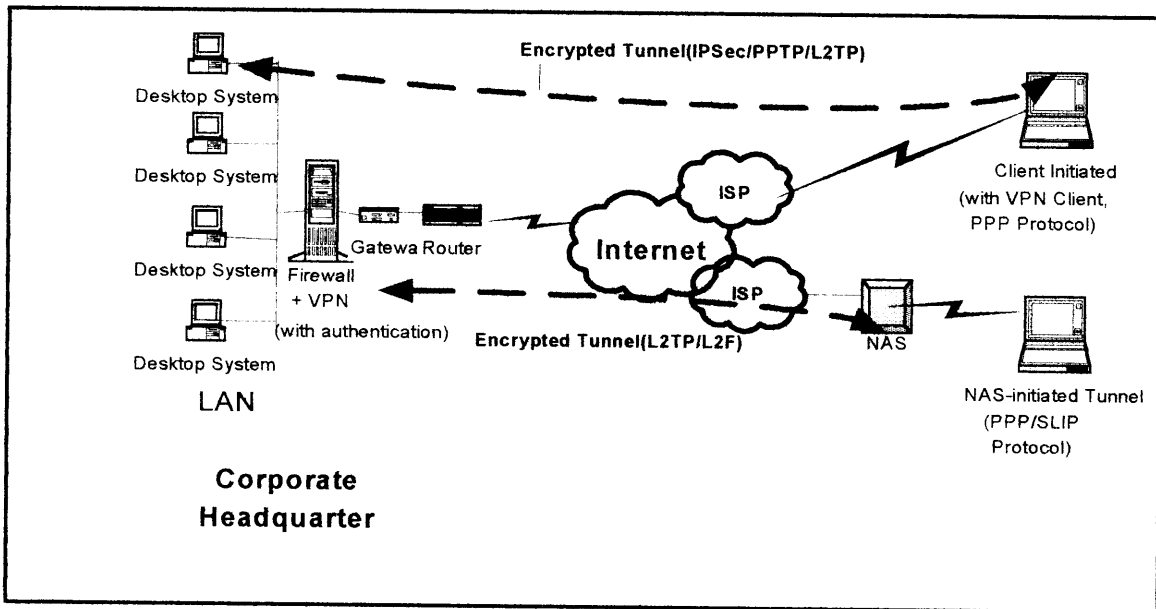 Encrypted Tunnel(IPSec/PPTP/L2TP)
Desktop System
Desktop System
Desktop System
Desktop System
LAN
Corporate
Headquarter
Firewall
+ VPN
(with authentication)
Gatewa Router
Internet
ISP
ISP
Encrypted Tunnel(L2TP/L2F)
NAS
Client Initiated
(with VPN Client,
PPP Protocol)
NAS-initiated Tunnel
(PPP/SLIP
Protocol)